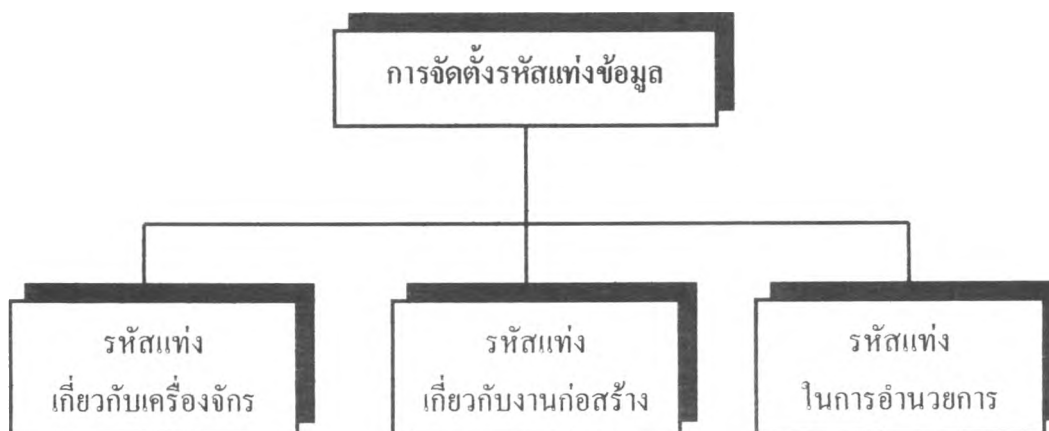 การจัดตั้งรหัสแท่งข้อมูล
รหัสแท่ง
เกี่ยวกับเครื่องจักร
รหัสแท่ง
เกี่ยวกับงานก่อสร้าง
รหัสแท่ง
ในการอำนวยการ